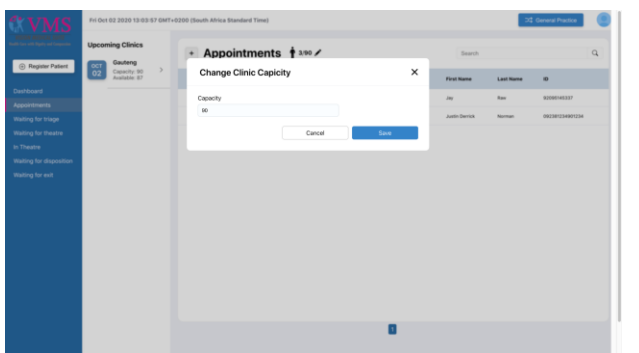 VMS
Fri Oct 02 2020 13:03:57 GMT+0200 (South Africa Standard Time)
General Practice
Register Patient
Dashboard
Appointments
Waiting for triage
Waiting for theatre
In Theatre
Waiting for disposition
Waiting for exit
Upcoming Clinics
OCT
02
Gauteng
Capacity: 90
Available: 87
+ Appointments 3/90
Search
First Name Last Name ID
Jay Rao
Justin Derrick Norman
Change Clinic Capicity
Capacity
90
Cancel Save
1